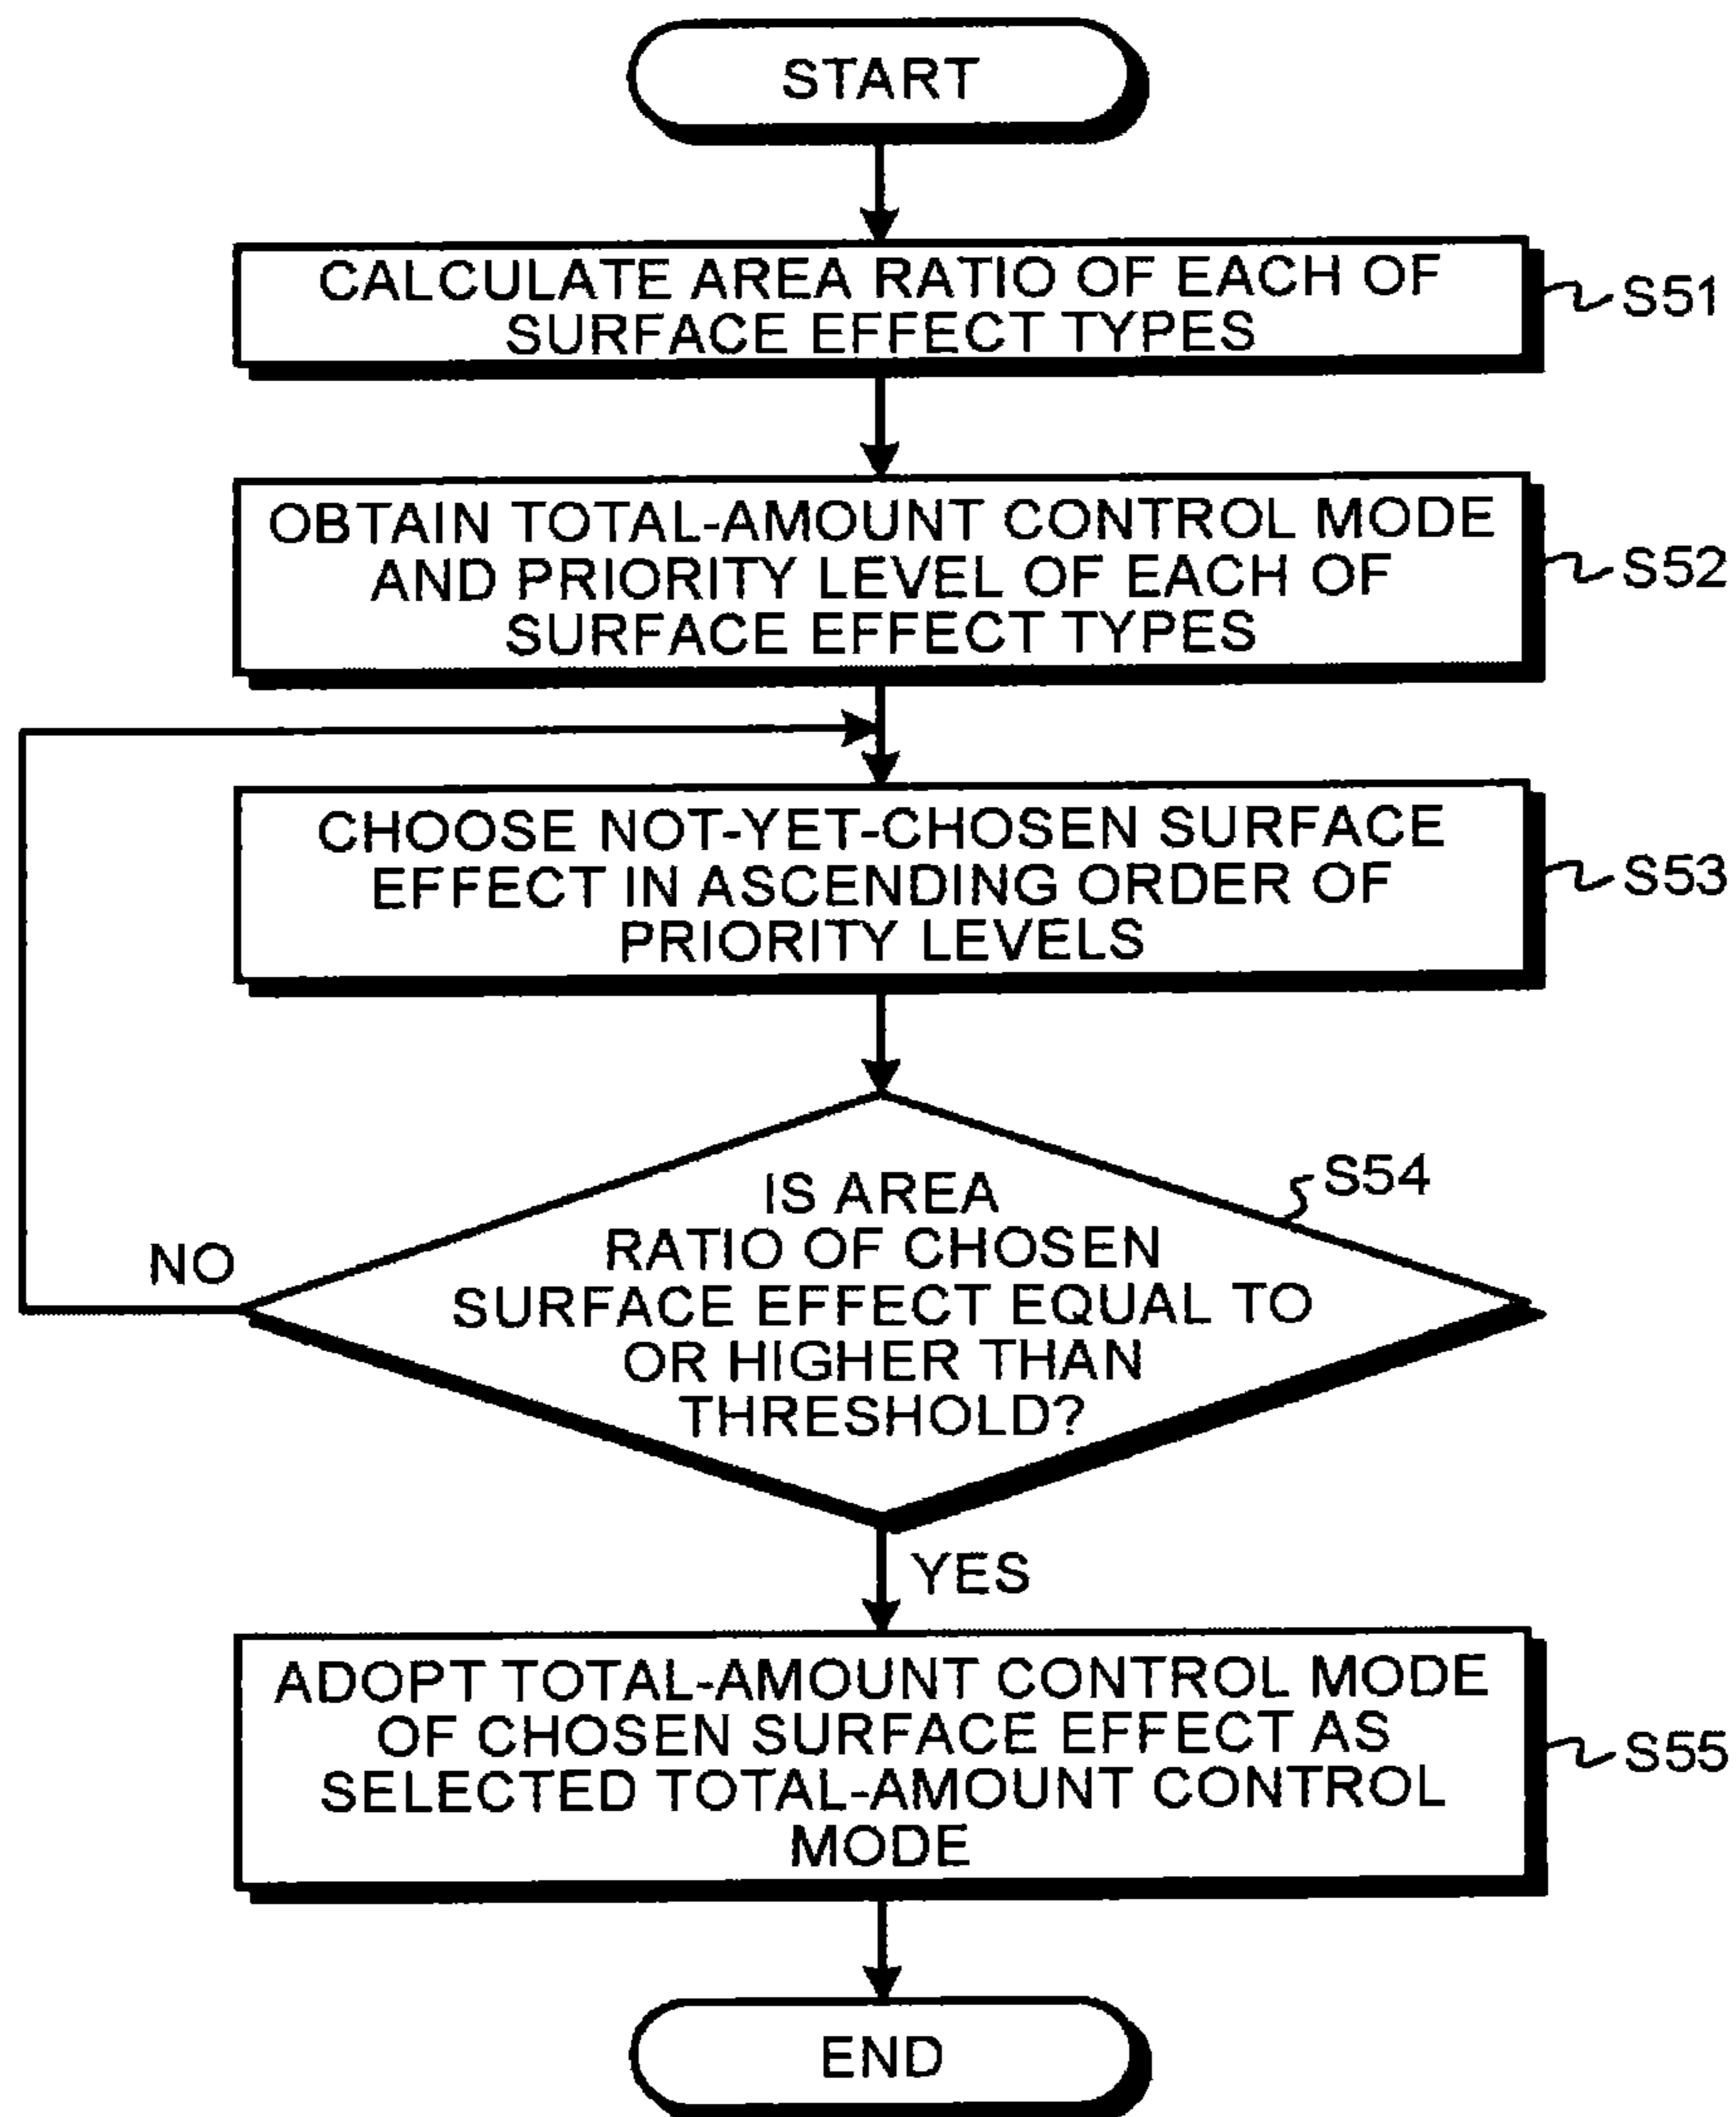 START
CALCULATE AREA RATIO OF EACH OF
SURFACE EFFECT TYPES
S51
OBTAIN TOTAL-AMOUNT CONTROL MODE
AND PRIORITY LEVEL OF EACH OF
SURFACE EFFECT TYPES
S52
CHOOSE NOT-YET-CHOSEN SURFACE
EFFECT IN ASCENDING ORDER OF
PRIORITY LEVELS
S53
IS AREA
RATIO OF CHOSEN
SURFACE EFFECT EQUAL TO
OR HIGHER THAN
THRESHOLD?
S54
NO
YES
ADOPT TOTAL-AMOUNT CONTROL MODE
OF CHOSEN SURFACE EFFECT AS
SELECTED TOTAL-AMOUNT CONTROL
MODE
S55
END